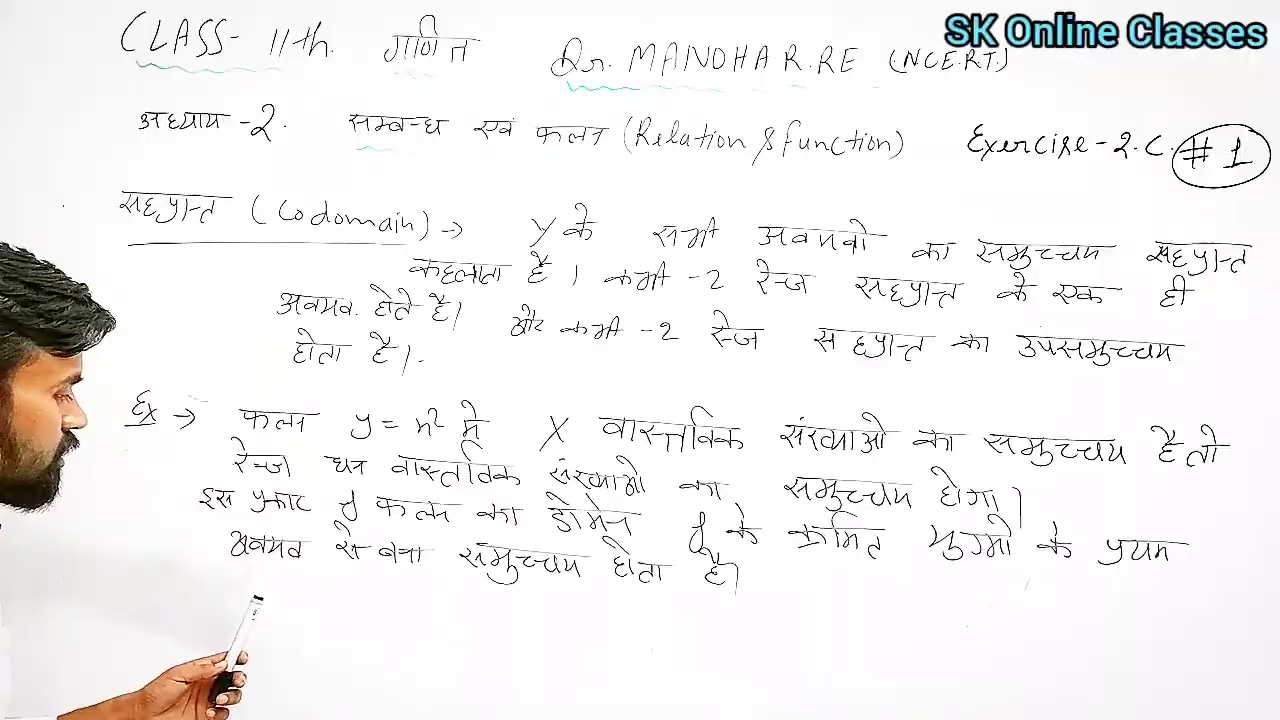 SK Online Classes
CLASS- 11th. गणित Dr. MANOHAR.RE (N.C.E.R.T.)
अध्याय -2. सम्बन्ध एवं फलन (Relation & function) Exercise-2.C. #1
सहप्रान्त (Codomain) → Y के सभी अवयवो का समुच्चय सहप्रान्त
कहलाता है। कभी -2 रेन्ज सहप्रान्त के एक ही
अवयव. होते है। और कभी -2 रेन्ज सहप्रान्त का उपसमुच्चय
होता है।.
Ex → फलन y = x² मे X वास्तविक संख्याओ का समुच्चय है तो
रेन्ज धन वास्तविक संख्याओ का समुच्चय होगा।
इस प्रकार f फलन का डोमेन f के क्रमित युग्मो के प्रथम
अवयव से बना समुच्चय होता है।